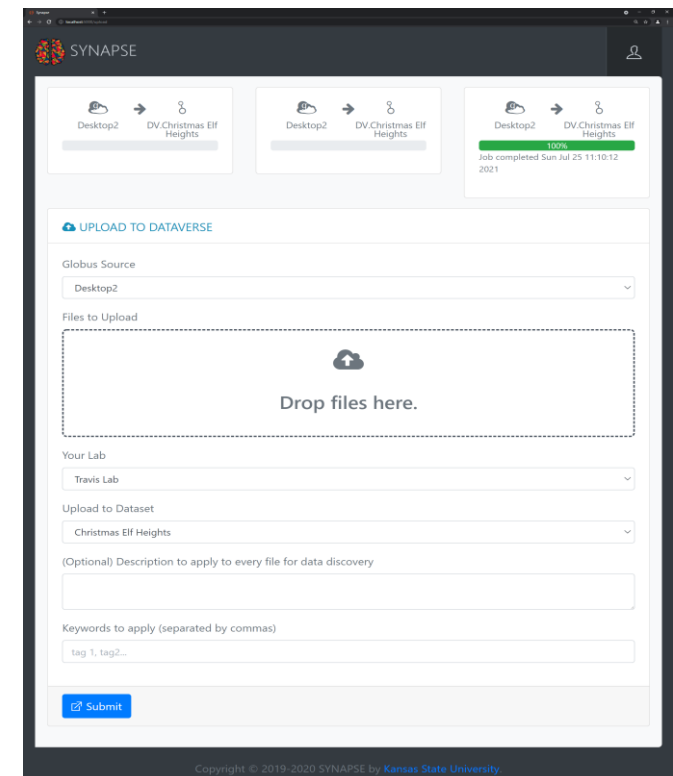 SYNAPSE
Desktop2
DV.Christmas Elf
Heights
Desktop2
DV.Christmas Elf
Heights
Desktop2
DV.Christmas Elf
Heights
100%
Job completed Sun Jul 25 11:10:12
2021
UPLOAD TO DATAVERSE
Globus Source
Desktop2
Files to Upload
Drop files here.
Your Lab
Travis Lab
Upload to Dataset
Christmas Elf Heights
(Optional) Description to apply to every file for data discovery
Keywords to apply (separated by commas)
tag 1, tag2...
Submit
Copyright © 2019-2020 SYNAPSE by Kansas State University.